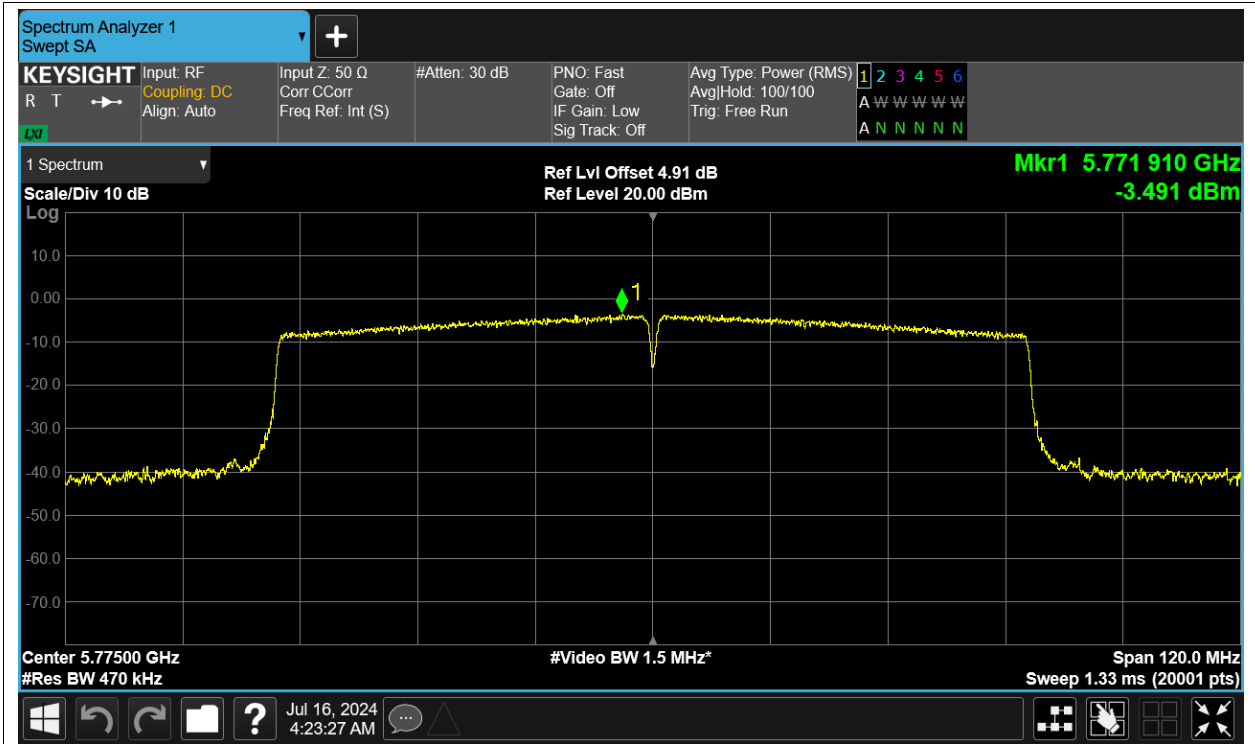 Spectrum Analyzer 1
Swept SA
KEYSIGHT
R T
LXI
Input: RF
Coupling: DC
Align: Auto
Input Z: 50 Ω
Corr CCorr
Freq Ref: Int (S)
#Atten: 30 dB
PNO: Fast
Gate: Off
IF Gain: Low
Sig Track: Off
Avg Type: Power (RMS)
Avg|Hold: 100/100
Trig: Free Run
1 2 3 4 5 6
A W W W W W
A N N N N N
1 Spectrum
Scale/Div 10 dB
Log
Ref Lvl Offset 4.91 dB
Ref Level 20.00 dBm
Mkr1 5.771 910 GHz
-3.491 dBm
10.0
0.00
-10.0
-20.0
-30.0
-40.0
-50.0
-60.0
-70.0
1
Center 5.77500 GHz
#Video BW 1.5 MHz*
Span 120.0 MHz
#Res BW 470 kHz
Sweep 1.33 ms (20001 pts)
?
Jul 16, 2024
4:23:27 AM